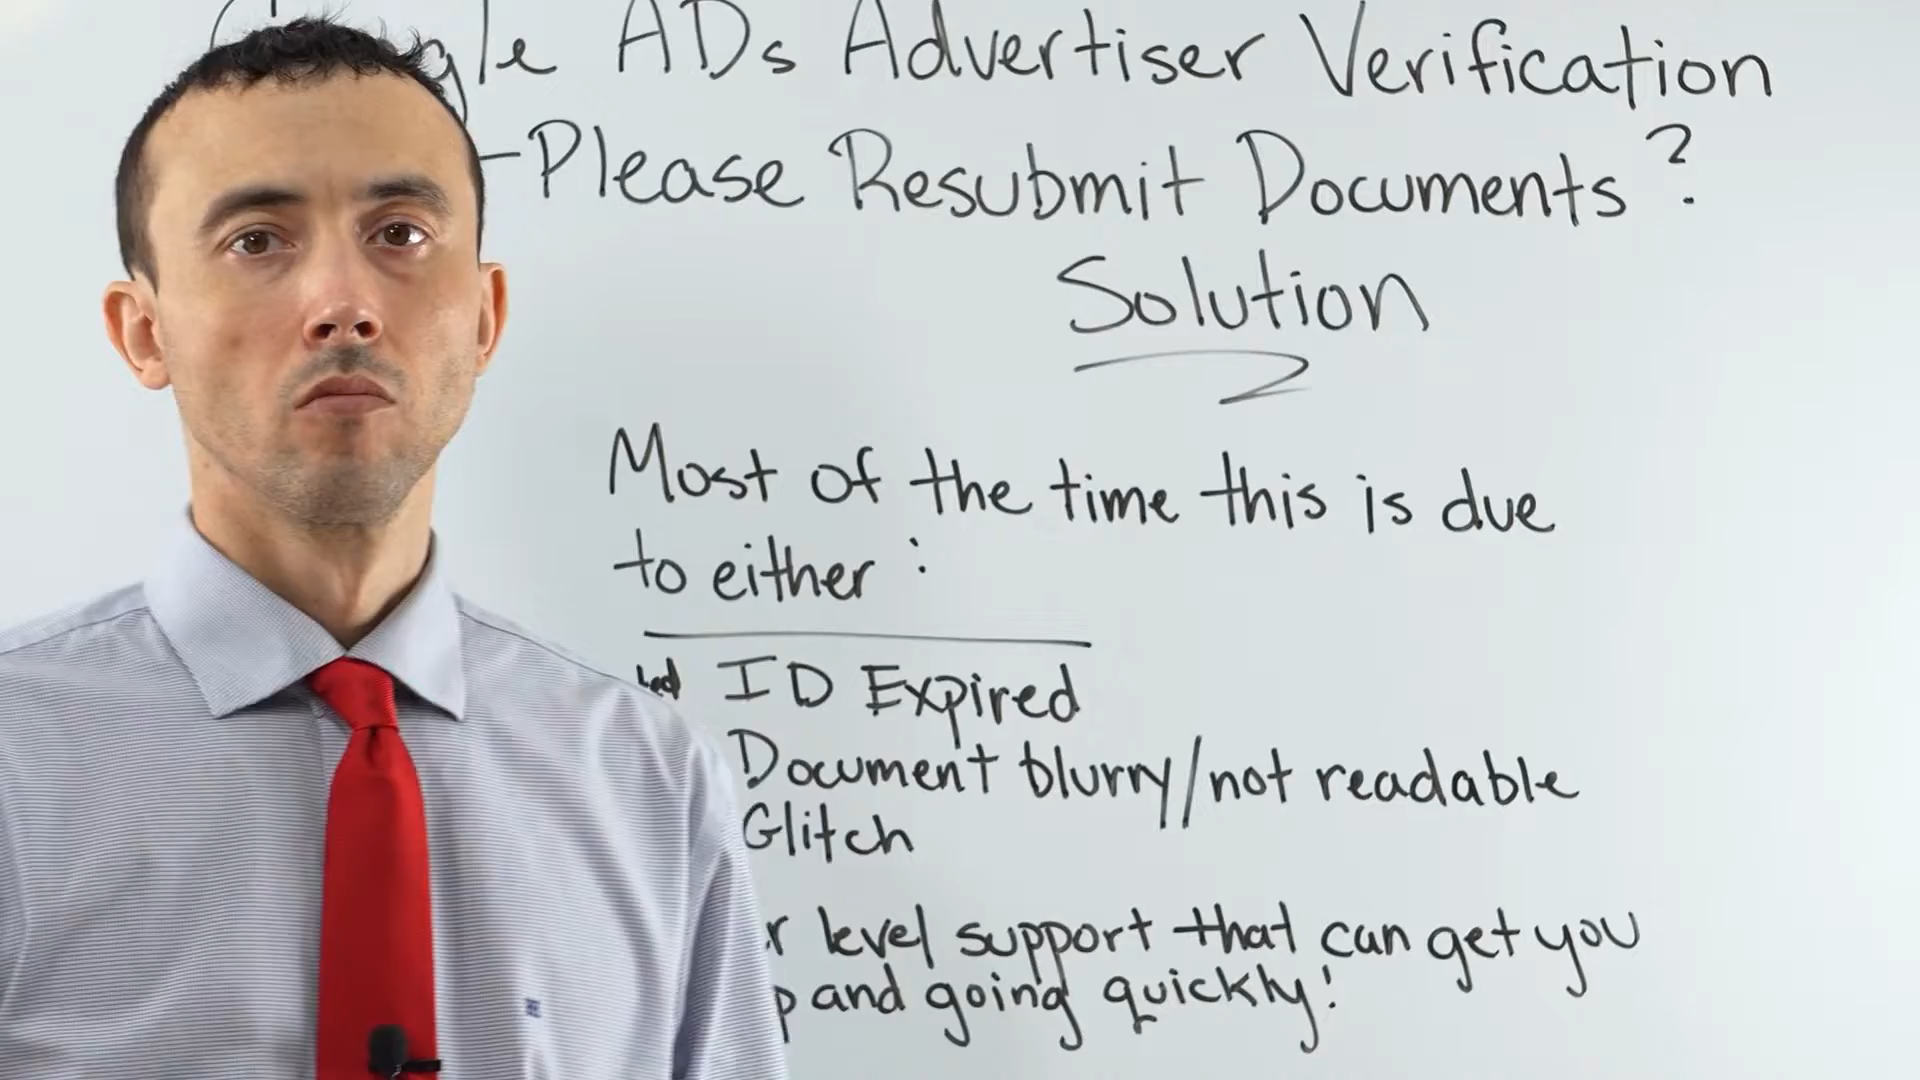 ADs Advertiser Verification
-Please Resubmit Documents?
Solution
Most of the time this is due
to either:
ID Expired
Document blurry/not readable
Glitch
level support that can get you
and going quickly!